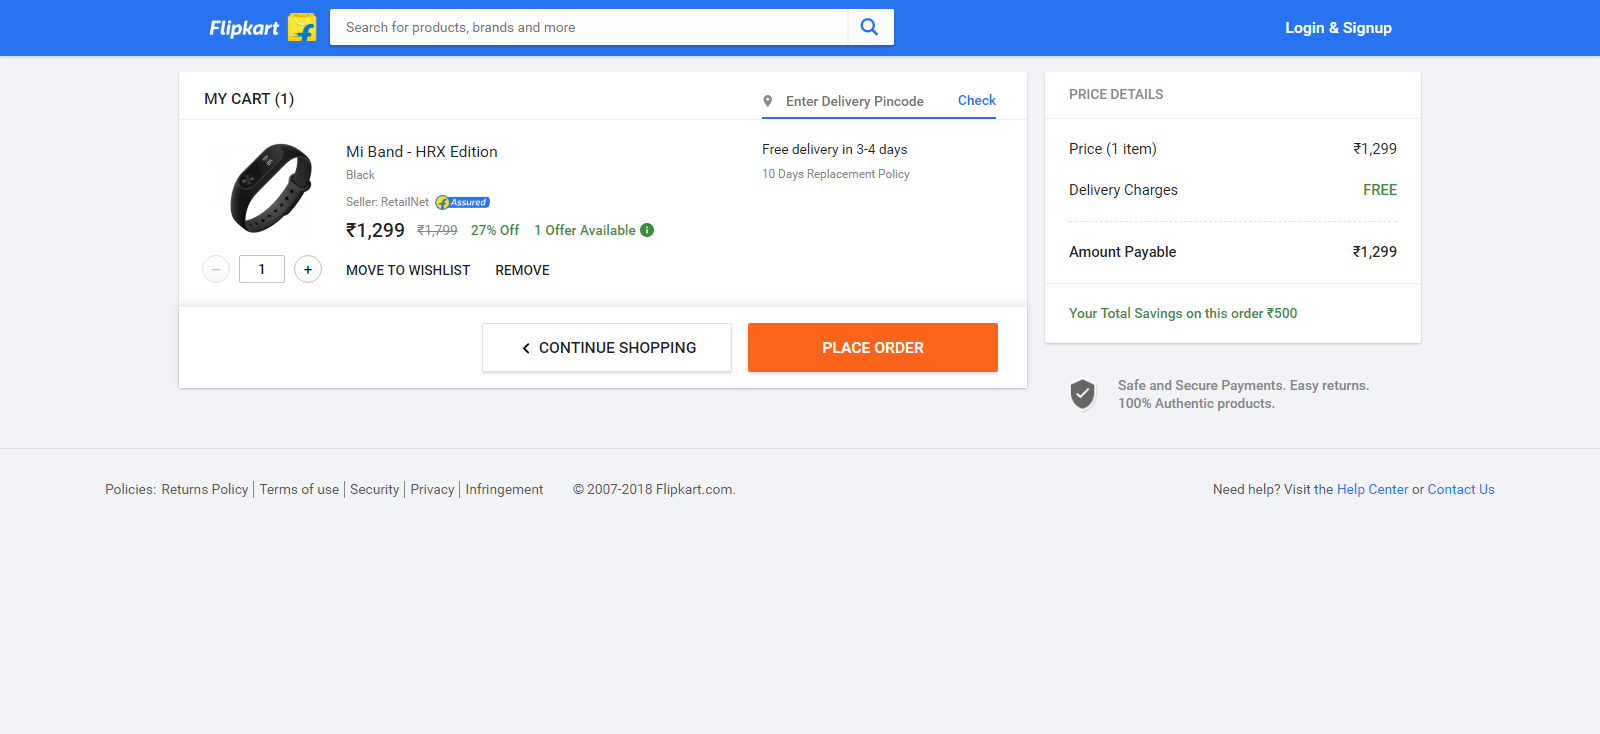 Flipkart
Search for products, brands and more
Login & Signup
MY CART (1)
Enter Delivery Pincode
Check
Mi Band - HRX Edition
Black
Seller: RetailNet
Assured
₹1,299 ₹1,799 27% Off 1 Offer Available
Free delivery in 3-4 days
10 Days Replacement Policy
− 1 + MOVE TO WISHLIST REMOVE
CONTINUE SHOPPING
PLACE ORDER
PRICE DETAILS
Price (1 item) ₹1,299
Delivery Charges FREE
Amount Payable ₹1,299
Your Total Savings on this order ₹500
Safe and Secure Payments. Easy returns.
100% Authentic products.
Policies: Returns Policy | Terms of use | Security | Privacy | Infringement © 2007-2018 Flipkart.com.
Need help? Visit the Help Center or Contact Us